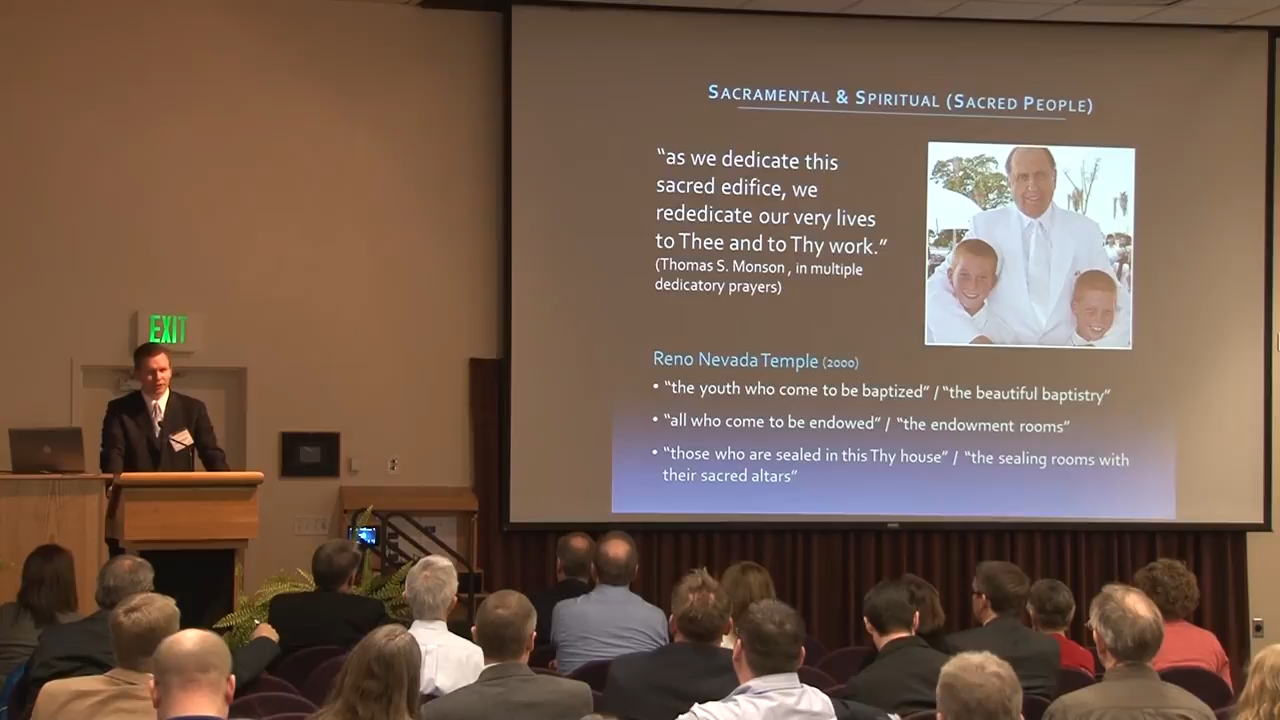 SACRAMENTAL & SPIRITUAL (SACRED PEOPLE)
“as we dedicate this
sacred edifice, we
rededicate our very lives
to Thee and to Thy work.”
(Thomas S. Monson, in multiple
dedicatory prayers)
Reno Nevada Temple (2000)
• “the youth who come to be baptized” / “the beautiful baptistry”
• “all who come to be endowed” / “the endowment rooms”
• “those who are sealed in this Thy house” / “the sealing rooms with
their sacred altars”
EXIT